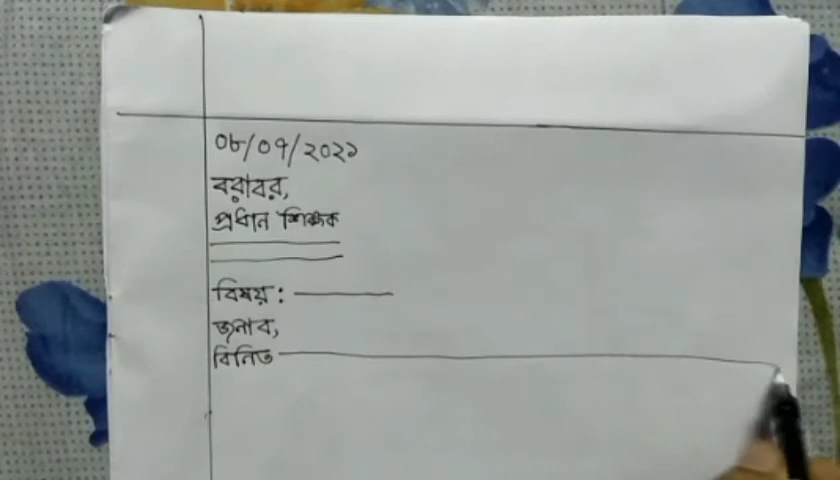 ০৮/০৭/২০২১
বরাবর,
প্রধান শিক্ষক
বিষয় :
জনাব,
বিনিত